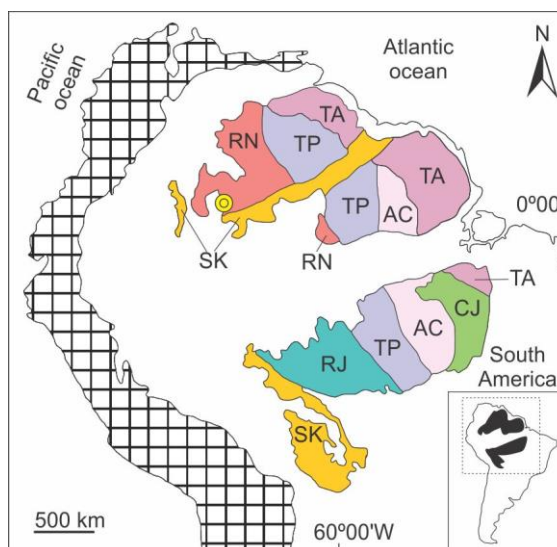 Pacific
ocean
Atlantic
ocean
N
TA
RN
TP
TA
TP
AC
0º00'
SK
RN
TA
CJ
AC
TP
RJ
South
America
SK
500 km
60º00'W